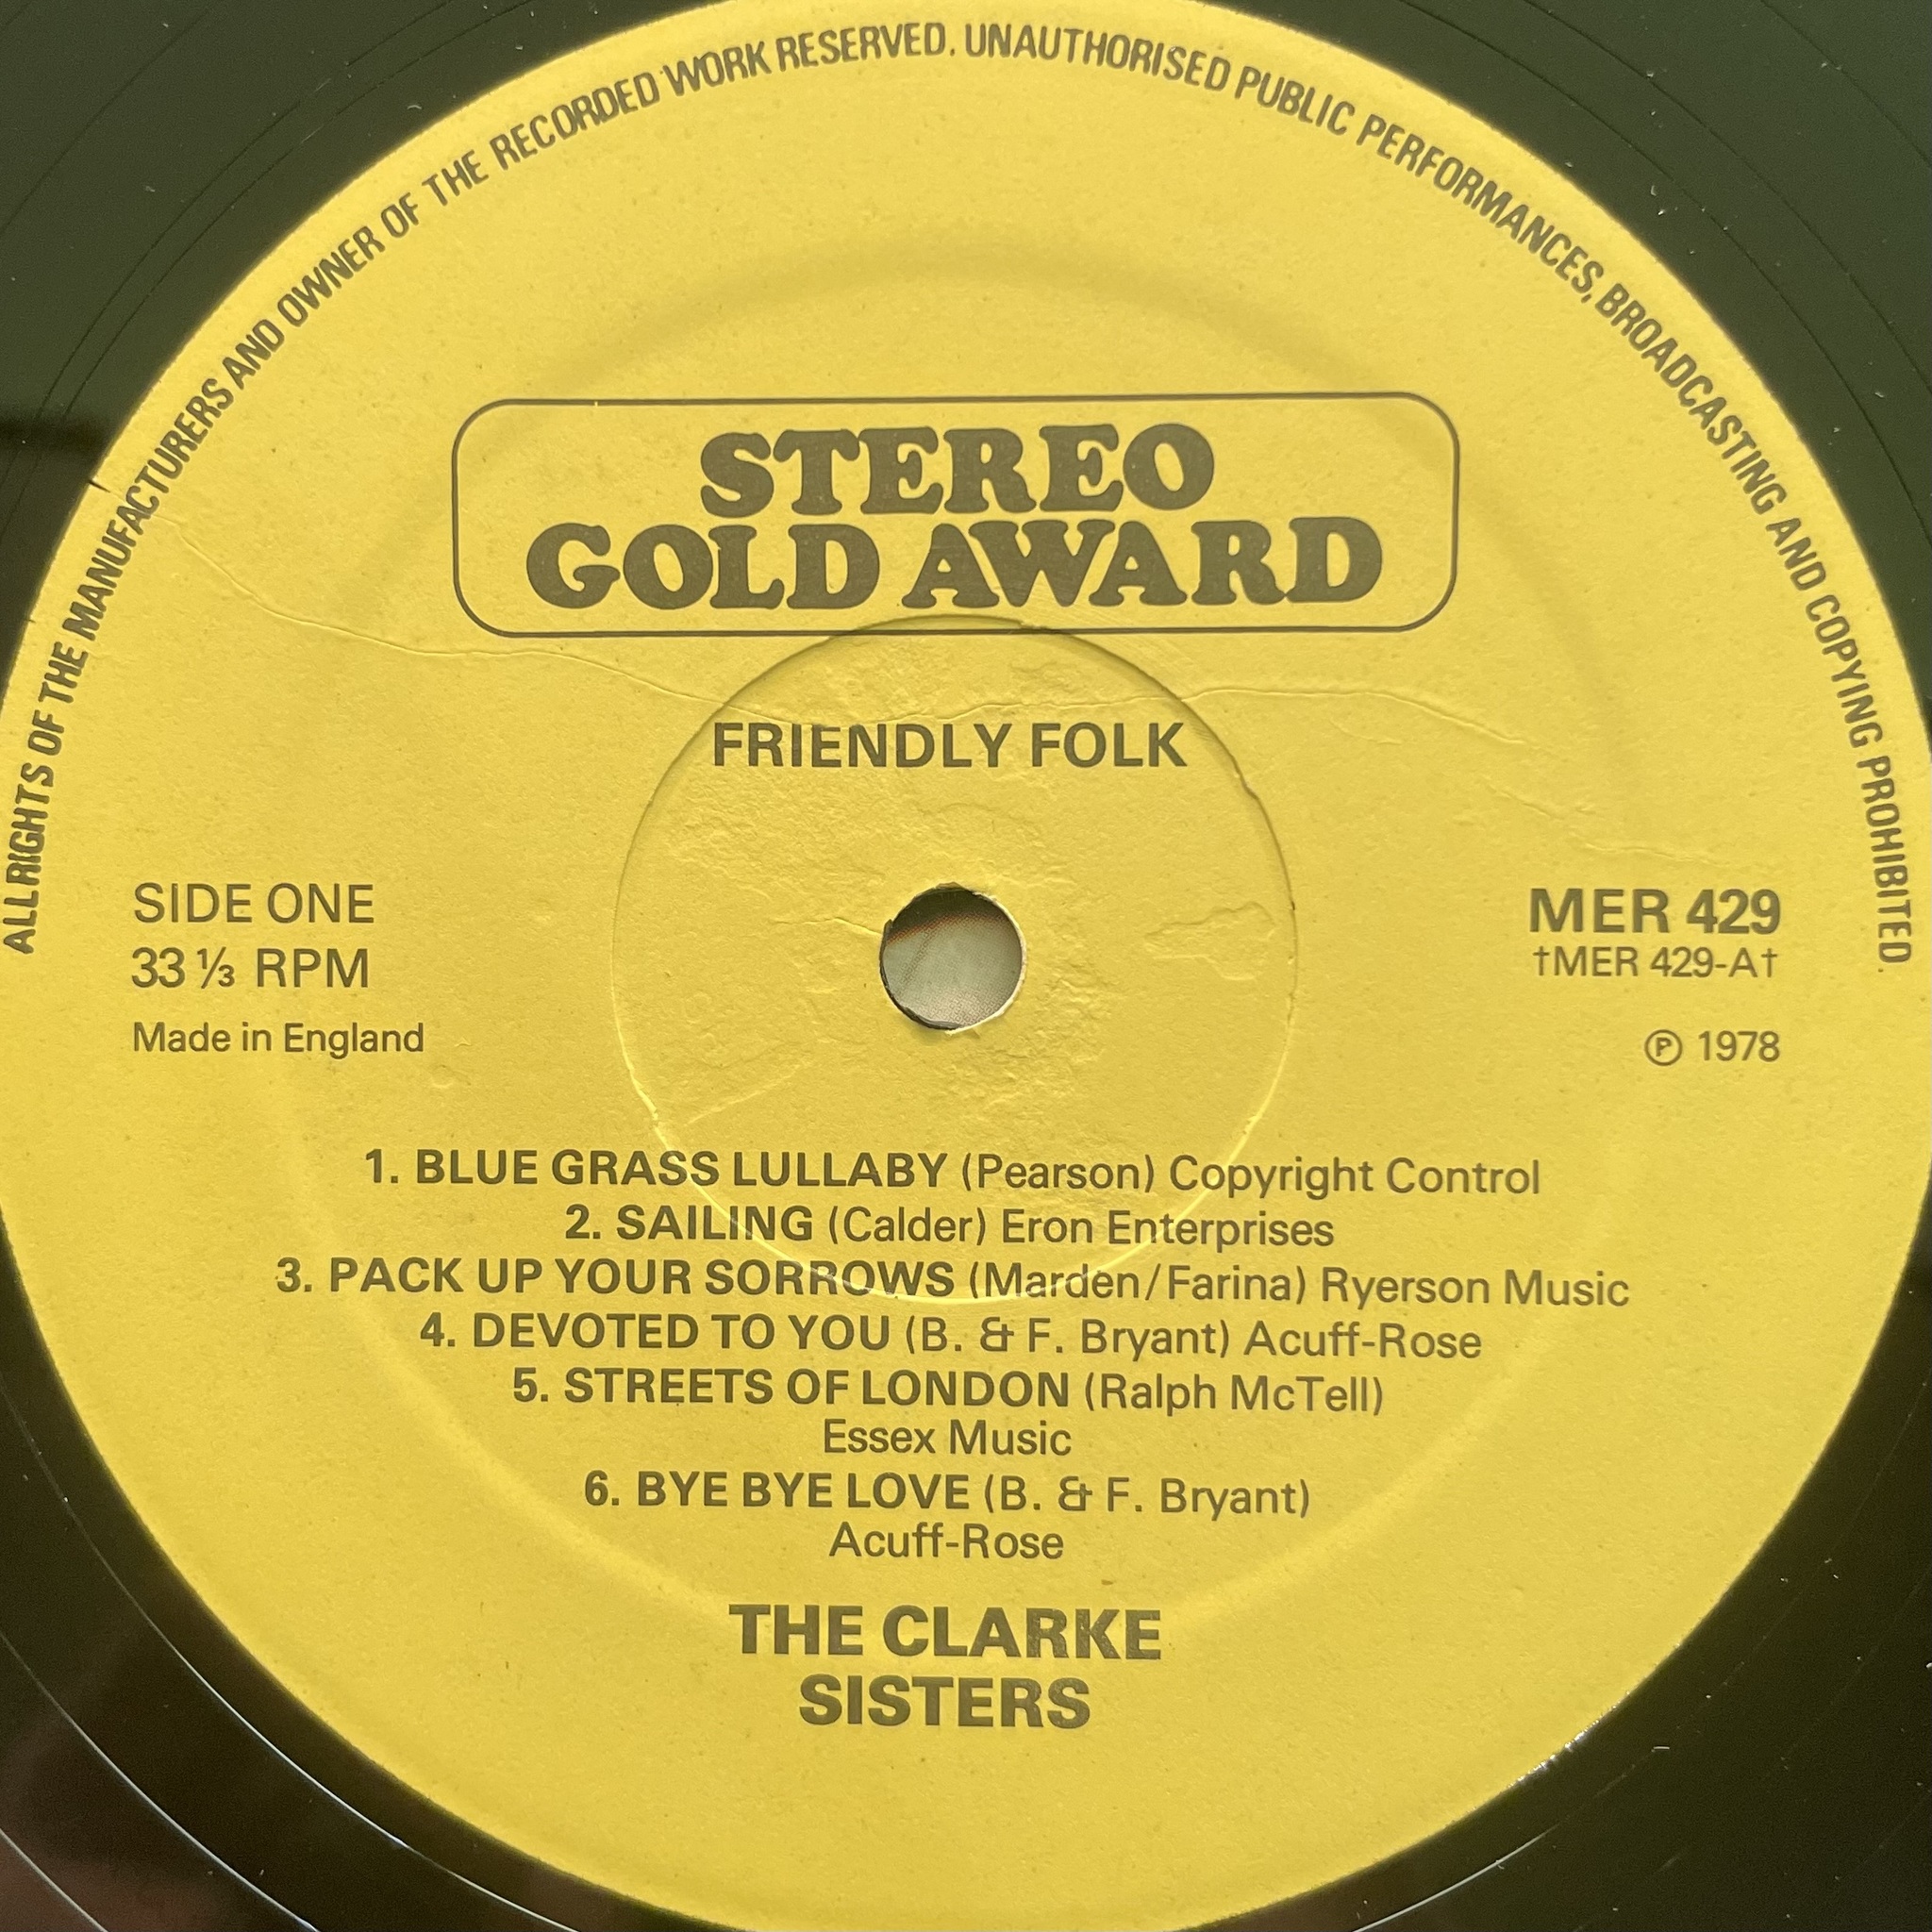 ALL RIGHTS OF THE MANUFACTURERS AND OWNER OF THE RECORDED WORK RESERVED. UNAUTHORISED PUBLIC PERFORMANCES, BROADCASTING AND COPYING PROHIBITED.
STEREO
GOLD AWARD
FRIENDLY FOLK
SIDE ONE
33 ⅓ RPM
Made in England
MER 429
†MER 429-A†
℗ 1978
1. BLUE GRASS LULLABY (Pearson) Copyright Control
2. SAILING (Calder) Eron Enterprises
3. PACK UP YOUR SORROWS (Marden/Farina) Ryerson Music
4. DEVOTED TO YOU (B. & F. Bryant) Acuff-Rose
5. STREETS OF LONDON (Ralph McTell)
Essex Music
6. BYE BYE LOVE (B. & F. Bryant)
Acuff-Rose
THE CLARKE
SISTERS